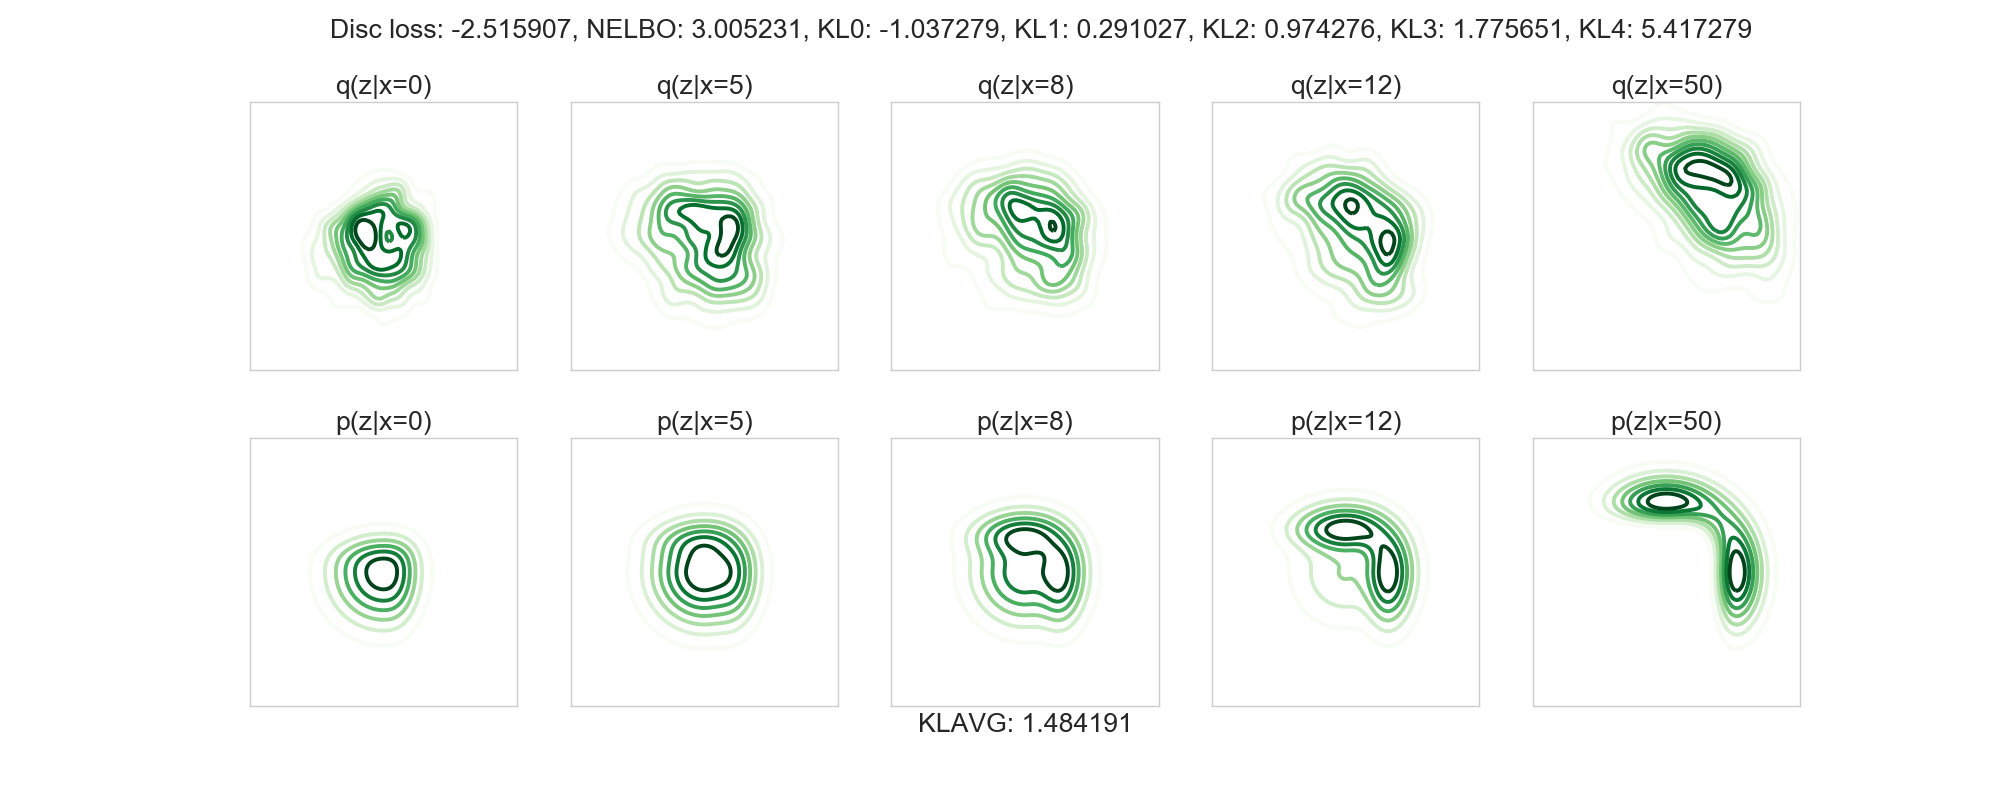 Disc loss: -2.515907, NELBO: 3.005231, KL0: -1.037279, KL1: 0.291027, KL2: 0.974276, KL3: 1.775651, KL4: 5.417279
q(z|x=0) q(z|x=5) q(z|x=8) q(z|x=12) q(z|x=50)
p(z|x=0) p(z|x=5) p(z|x=8) p(z|x=12) p(z|x=50)
KLAVG: 1.484191